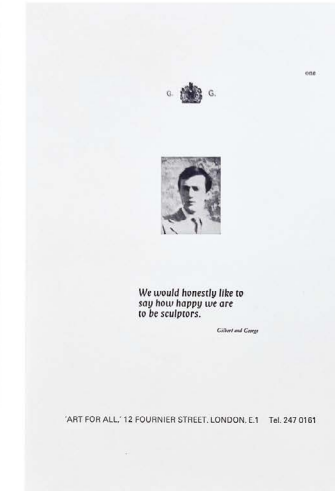 G. G.
We would honestly like to
say how happy we are
to be sculptors.
Gilbert and George
'ART FOR ALL,' 12 FOURNIER STREET, LONDON, E.1 Tel. 247 0161